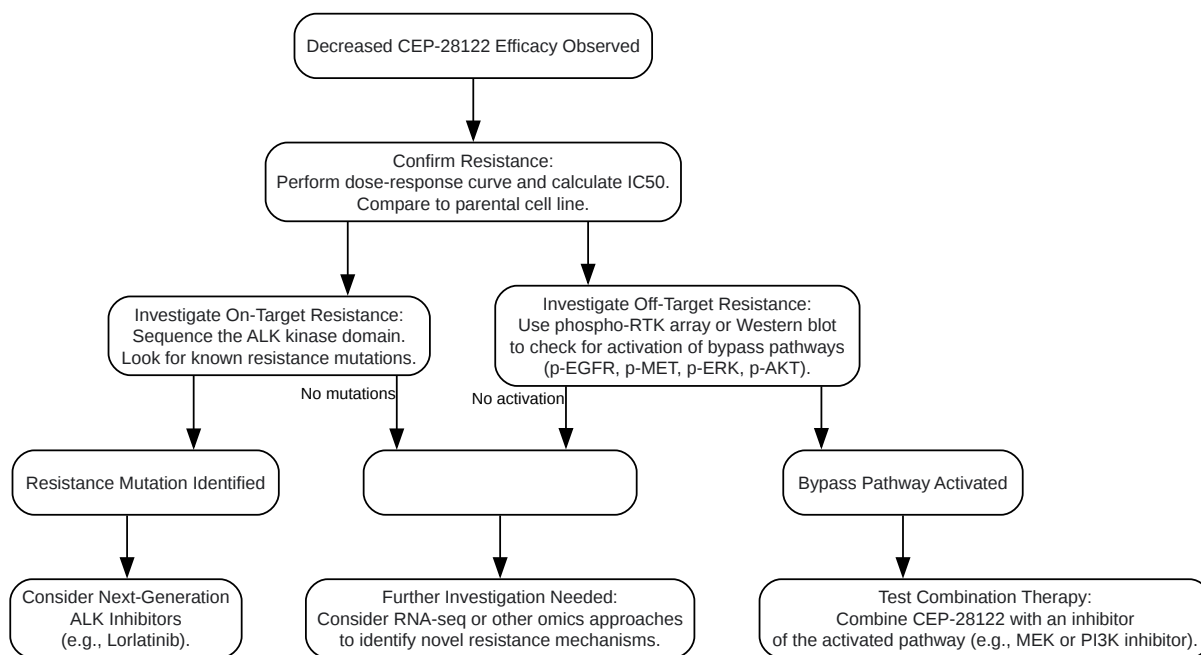 Decreased CEP-28122 Efficacy Observed
Confirm Resistance:
Perform dose-response curve and calculate IC50.
Compare to parental cell line.
Investigate On-Target Resistance:
Sequence the ALK kinase domain.
Look for known resistance mutations.
Investigate Off-Target Resistance:
Use phospho-RTK array or Western blot
to check for activation of bypass pathways
(p-EGFR, p-MET, p-ERK, p-AKT).
No mutations
No activation
Resistance Mutation Identified
Bypass Pathway Activated
Consider Next-Generation
ALK Inhibitors
(e.g., Lorlatinib).
Further Investigation Needed:
Consider RNA-seq or other omics approaches
to identify novel resistance mechanisms.
Test Combination Therapy:
Combine CEP-28122 with an inhibitor
of the activated pathway (e.g., MEK or PI3K inhibitor).